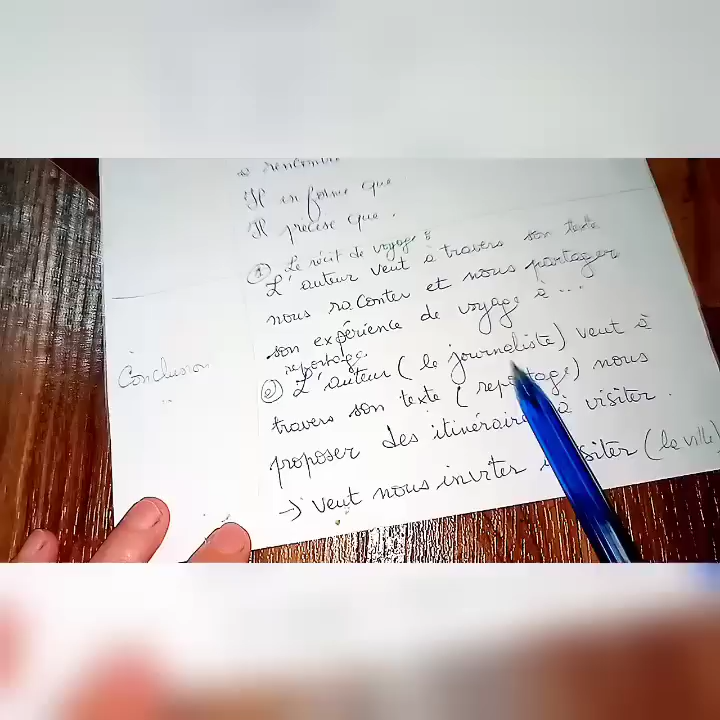 Il informe que
Il précise que.
① Le récit de voyage :
L'auteur veut à travers son texte
nous raconter et nous partager
son expérience de voyage à ...
Conclusion
reportage.
② L'auteur (le journaliste) veut à
travers son texte (reportage) nous
proposer des itinéraires à visiter.
→ veut nous inviter visiter (la ville)